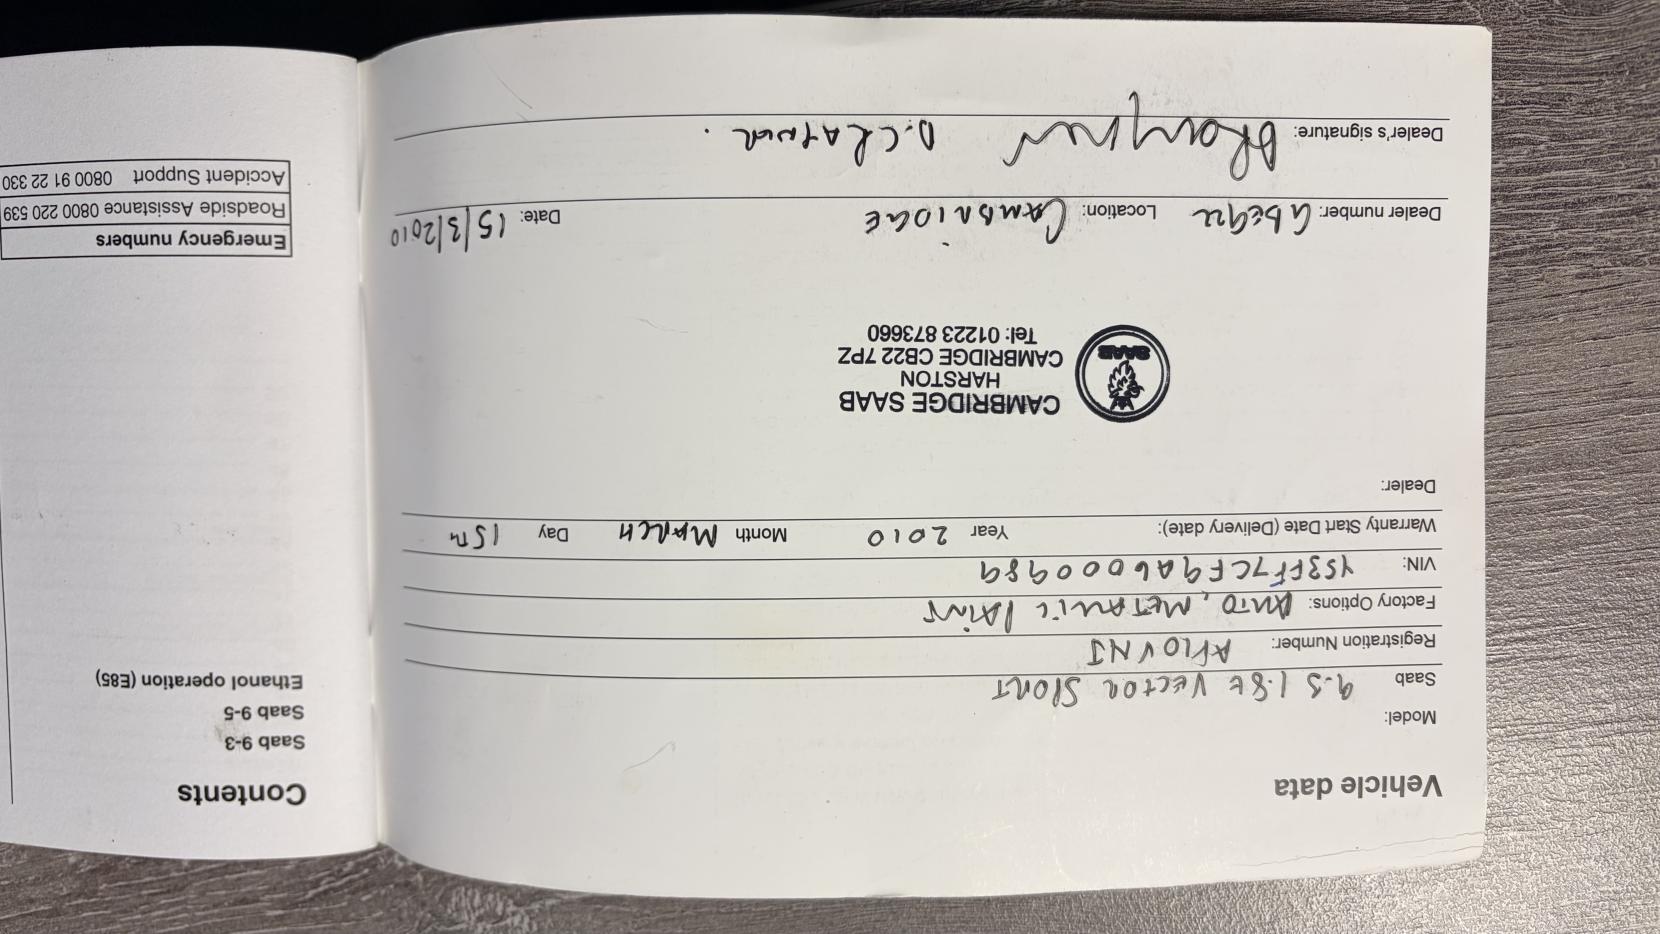 Vehicle data
Model:
Saab 9-3 1.8t VECTOR SPORT
Registration Number: AF10VNJ
Factory Options: AUTO, METALLIC PAINT
VIN: YS3FF7CF9A6000989
Warranty Start Date (Delivery date): Year 2010 Month MARCH Day 15TH
Dealer:
CAMBRIDGE SAAB
HARSTON
CAMBRIDGE CB22 7PZ
Tel: 01223 873660
SAAB
Dealer number: Location: CAMBRIDGE Date: 15/3/2010
Dealer's signature:
Contents
Saab 9-3
Saab 9-5
Ethanol operation (E85)
Emergency numbers
Roadside Assistance 0800 220 539
Accident Support 0800 91 22 330